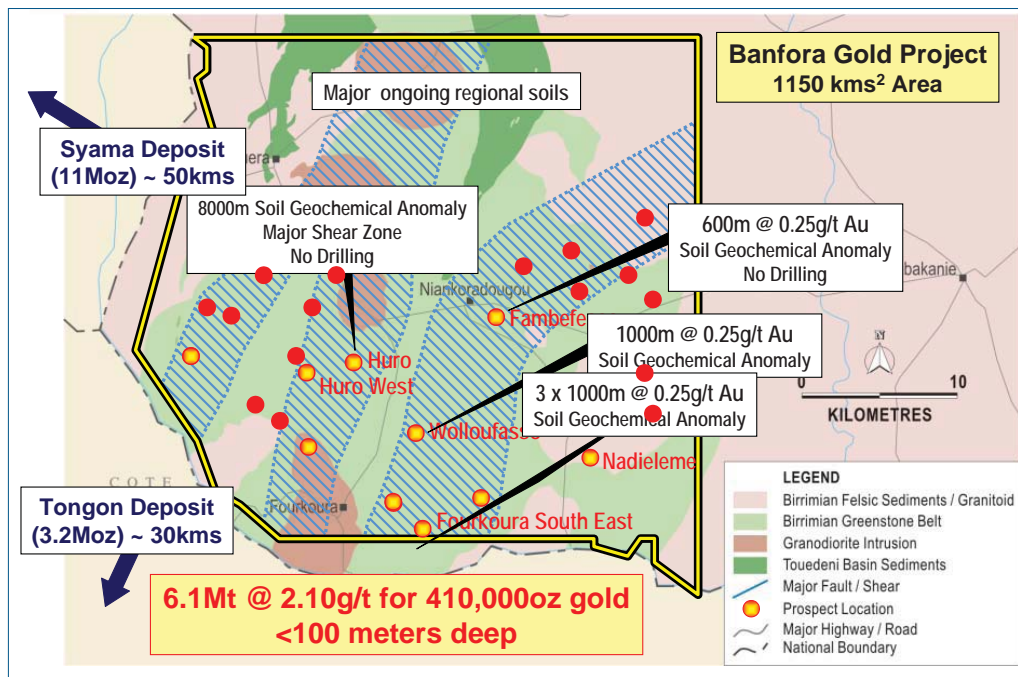 Banfora Gold Project
1150 kms² Area
Major ongoing regional soils
Syama Deposit
(11Moz) ~ 50kms
8000m Soil Geochemical Anomaly
Major Shear Zone
No Drilling
600m @ 0.25g/t Au
Soil Geochemical Anomaly
No Drilling
Niankoradougou
bakanie
Fambefe
1000m @ 0.25g/t Au
Soil Geochemical Anomaly
Huro
Huro West
3 x 1000m @ 0.25g/t Au
Soil Geochemical Anomaly
N
0 10
KILOMETRES
Wolloufasso
Nadieleme
COTE
Fourkoura
Fourkoura South East
Tongon Deposit
(3.2Moz) ~ 30kms
6.1Mt @ 2.10g/t for 410,000oz gold
<100 meters deep
LEGEND
Birrimian Felsic Sediments / Granitoid
Birrimian Greenstone Belt
Granodiorite Intrusion
Touedeni Basin Sediments
Major Fault / Shear
Prospect Location
Major Highway / Road
National Boundary